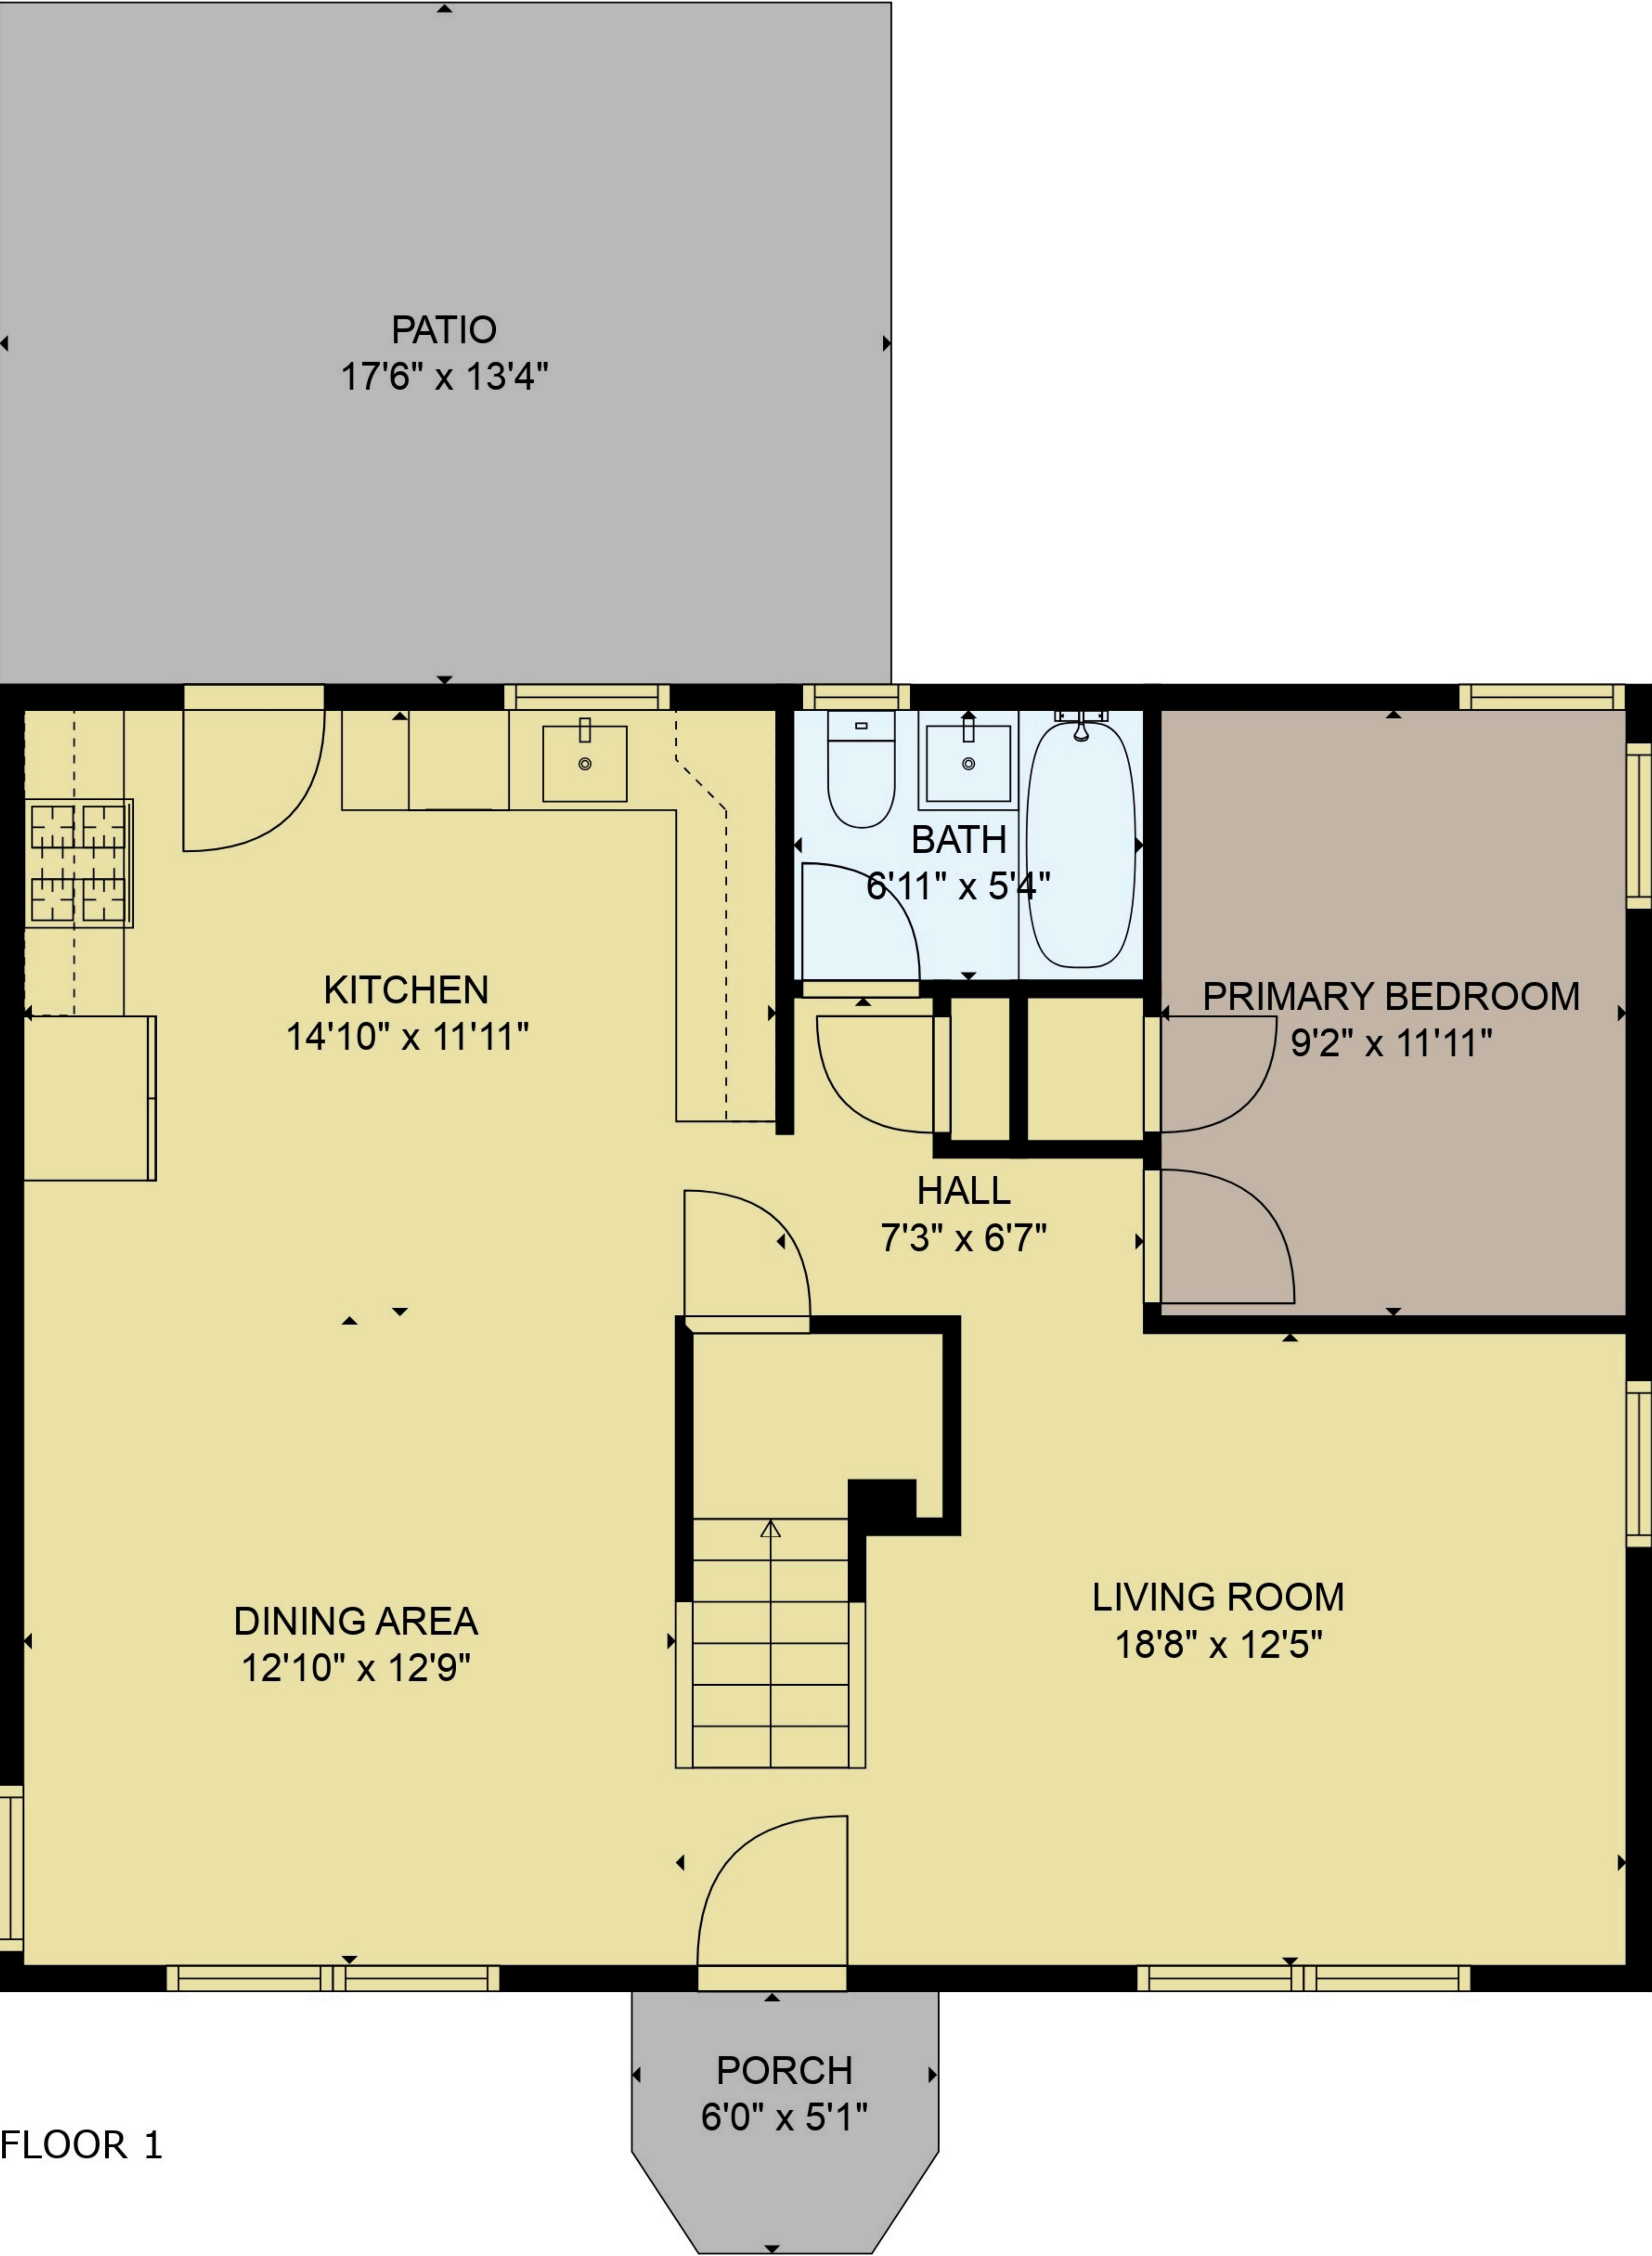 PATIO
17'6" x 13'4"
BATH
6'11" x 5'4"
KITCHEN
14'10" x 11'11"
PRIMARY BEDROOM
9'2" x 11'11"
HALL
7'3" x 6'7"
DINING AREA
12'10" x 12'9"
LIVING ROOM
18'8" x 12'5"
PORCH
6'0" x 5'1"
FLOOR 1